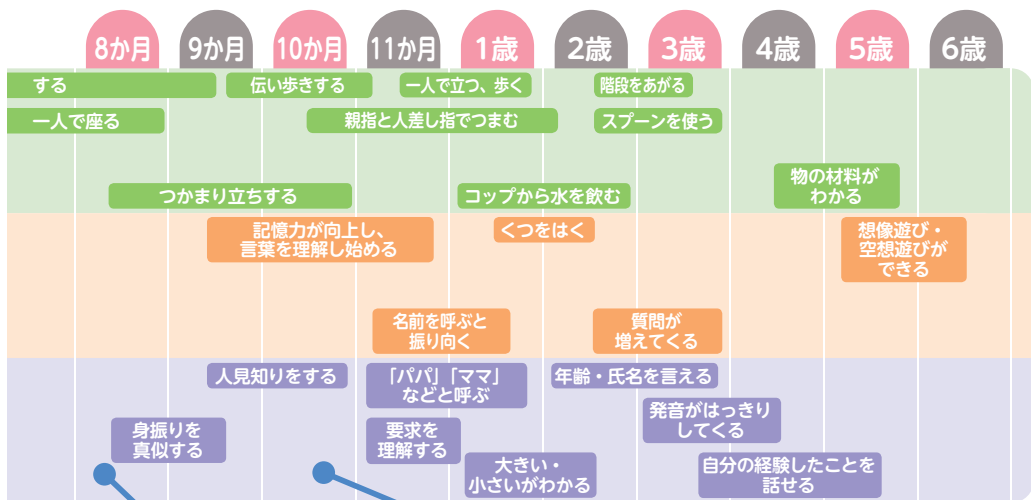 8か月 9か月 10か月 11か月 1歳 2歳 3歳 4歳 5歳 6歳
する
伝い歩きする
一人で立つ、歩く
階段をあがる
一人で座る
親指と人差し指でつまむ
スプーンを使う
つかまり立ちする
コップから水を飲む
物の材料が
わかる
記憶力が向上し、
言葉を理解し始める
くつをはく
想像遊び・
空想遊びが
できる
名前を呼ぶと
振り向く
質問が
増えてくる
人見知りをする
「パパ」「ママ」
などと呼ぶ
年齢・氏名を言える
発音がはっきり
してくる
身振りを
真似する
要求を
理解する
大きい・
小さいがわかる
自分の経験したことを
話せる